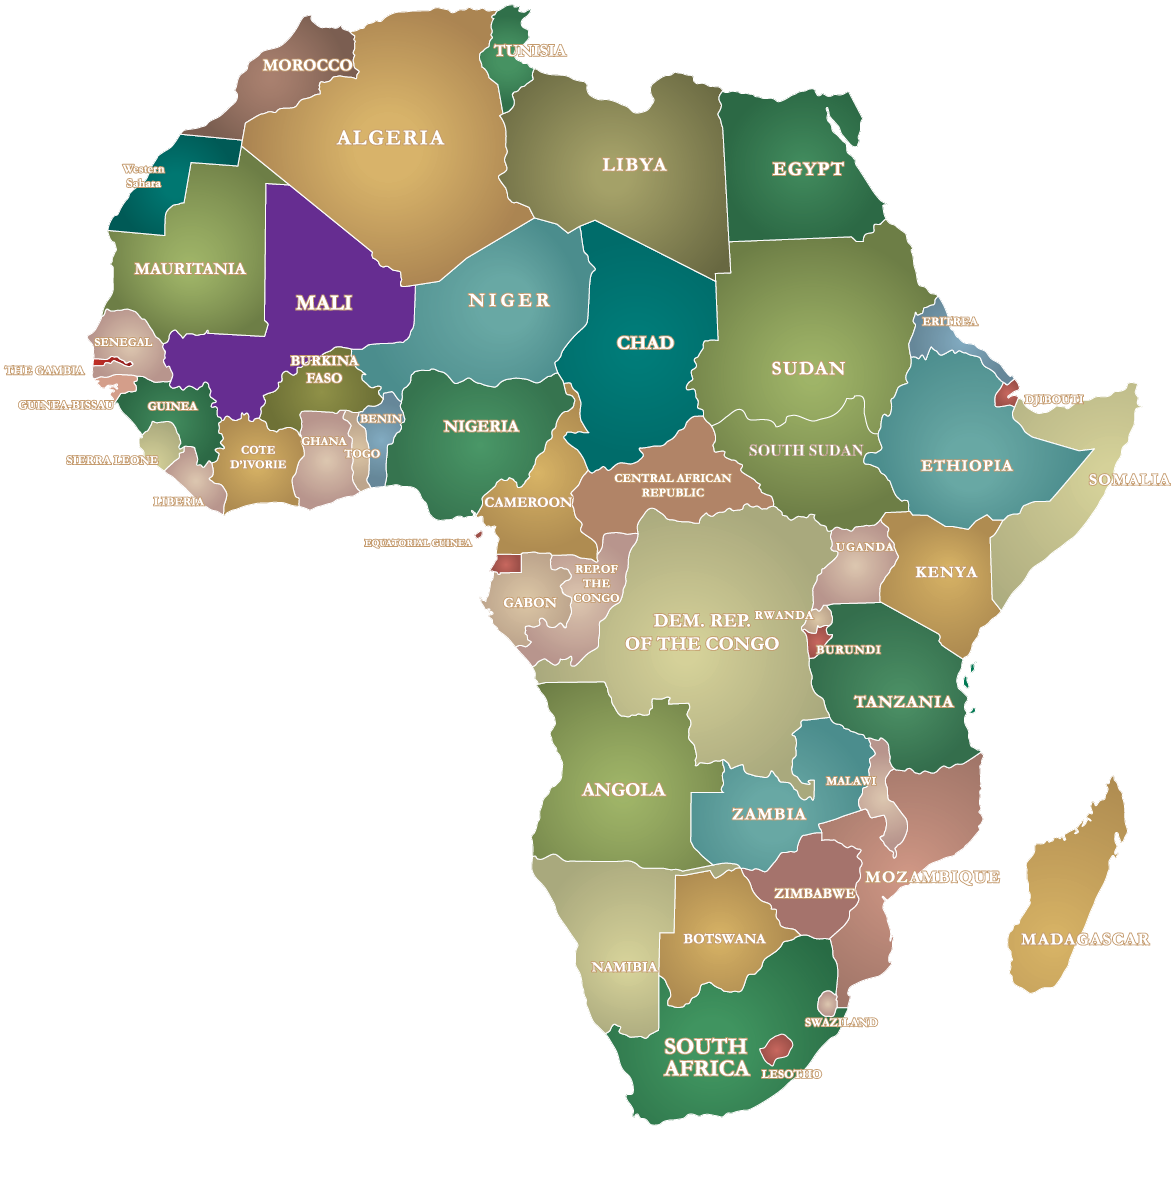 TUNISIA
MOROCCO
ALGERIA
LIBYA
EGYPT
Western
Sahara
MAURITANIA
MALI
NIGER
CHAD
SUDAN
ERITREA
SENEGAL
THE GAMBIA
GUINEA-BISSAU
GUINEA
BURKINA
FASO
BENIN
NIGERIA
DJIBOUTI
SIERRA LEONE
LIBERIA
COTE
D'IVORIE
GHANA
TOGO
SOUTH SUDAN
ETHIOPIA
SOMALIA
CENTRAL AFRICAN
REPUBLIC
CAMEROON
EQUATORIAL GUINEA
UGANDA
KENYA
GABON
REP.OF
THE
CONGO
DEM. REP.
OF THE CONGO
RWANDA
BURUNDI
TANZANIA
ANGOLA
ZAMBIA
MALAWI
MOZAMBIQUE
ZIMBABWE
MADAGASCAR
BOTSWANA
NAMIBIA
SWAZILAND
SOUTH
AFRICA
LESOTHO